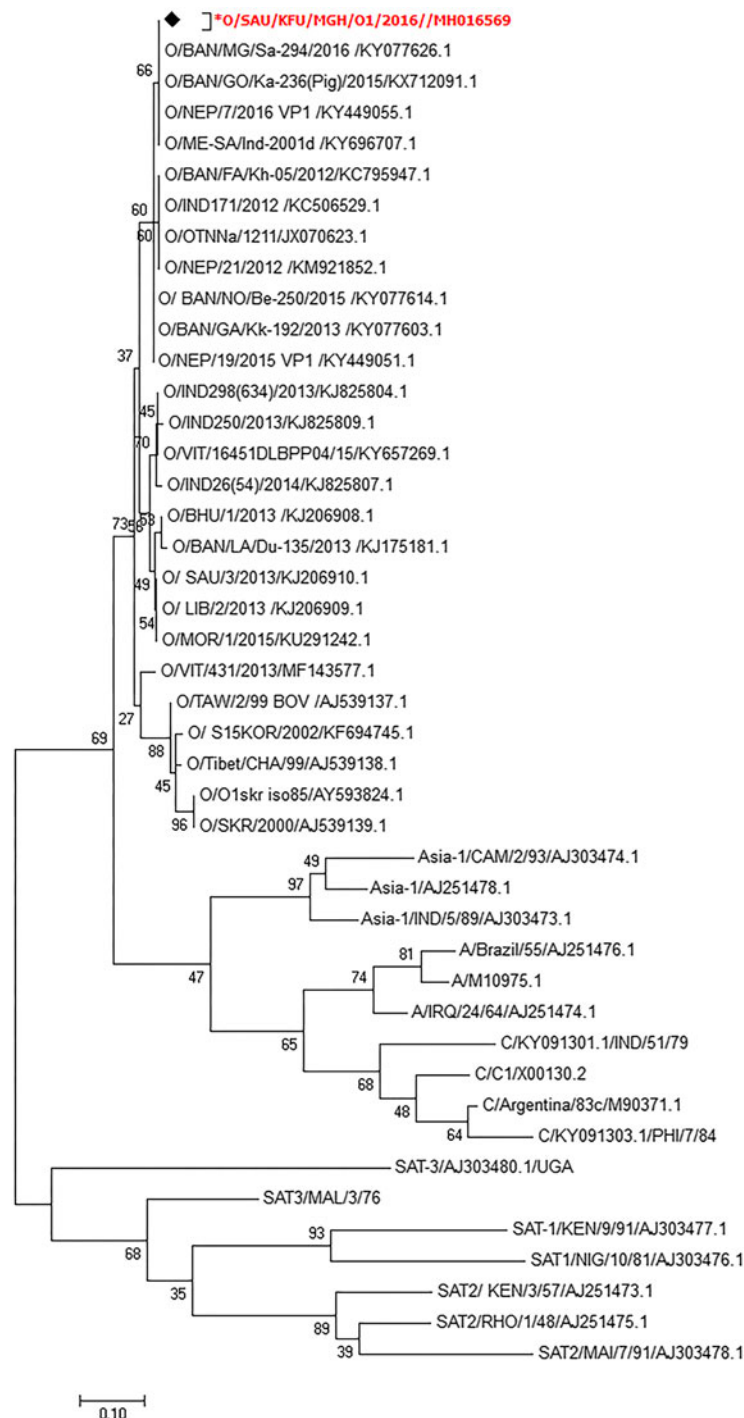 *O/SAU/KFU/MGH/O1/2016//MH016569
O/BAN/MG/Sa-294/2016 /KY077626.1
66
O/BAN/GO/Ka-236(Pig)/2015/KX712091.1
O/NEP/7/2016 VP1 /KY449055.1
O/ME-SA/Ind-2001d /KY696707.1
O/BAN/FA/Kh-05/2012/KC795947.1
60
O/IND171/2012 /KC506529.1
60
O/OTNNa/1211/JX070623.1
O/NEP/21/2012 /KM921852.1
O/ BAN/NO/Be-250/2015 /KY077614.1
O/BAN/GA/Kk-192/2013 /KY077603.1
37
O/NEP/19/2015 VP1 /KY449051.1
O/IND298(634)/2013/KJ825804.1
45
O/IND250/2013/KJ825809.1
70
O/VIT/16451DLBPP04/15/KY657269.1
O/IND26(54)/2014/KJ825807.1
O/BHU/1/2013 /KJ206908.1
73
58
53
O/BAN/LA/Du-135/2013 /KJ175181.1
O/ SAU/3/2013/KJ206910.1
49
O/ LIB/2/2013 /KJ206909.1
54
O/MOR/1/2015/KU291242.1
O/VIT/431/2013/MF143577.1
O/TAW/2/99 BOV /AJ539137.1
27
O/ S15KOR/2002/KF694745.1
69
88
O/Tibet/CHA/99/AJ539138.1
45
O/O1skr iso85/AY593824.1
96
O/SKR/2000/AJ539139.1
49
Asia-1/CAM/2/93/AJ303474.1
97
Asia-1/AJ251478.1
Asia-1/IND/5/89/AJ303473.1
81
A/Brazil/55/AJ251476.1
47
74
A/M10975.1
A/IRQ/24/64/AJ251474.1
65
C/KY091301.1/IND/51/79
68
C/C1/X00130.2
48
C/Argentina/83c/M90371.1
64
C/KY091303.1/PHI/7/84
SAT-3/AJ303480.1/UGA
SAT3/MAL/3/76
93
SAT-1/KEN/9/91/AJ303477.1
68
SAT1/NIG/10/81/AJ303476.1
35
SAT2/ KEN/3/57/AJ251473.1
89
SAT2/RHO/1/48/AJ251475.1
39
SAT2/MAI/7/91/AJ303478.1
0.10